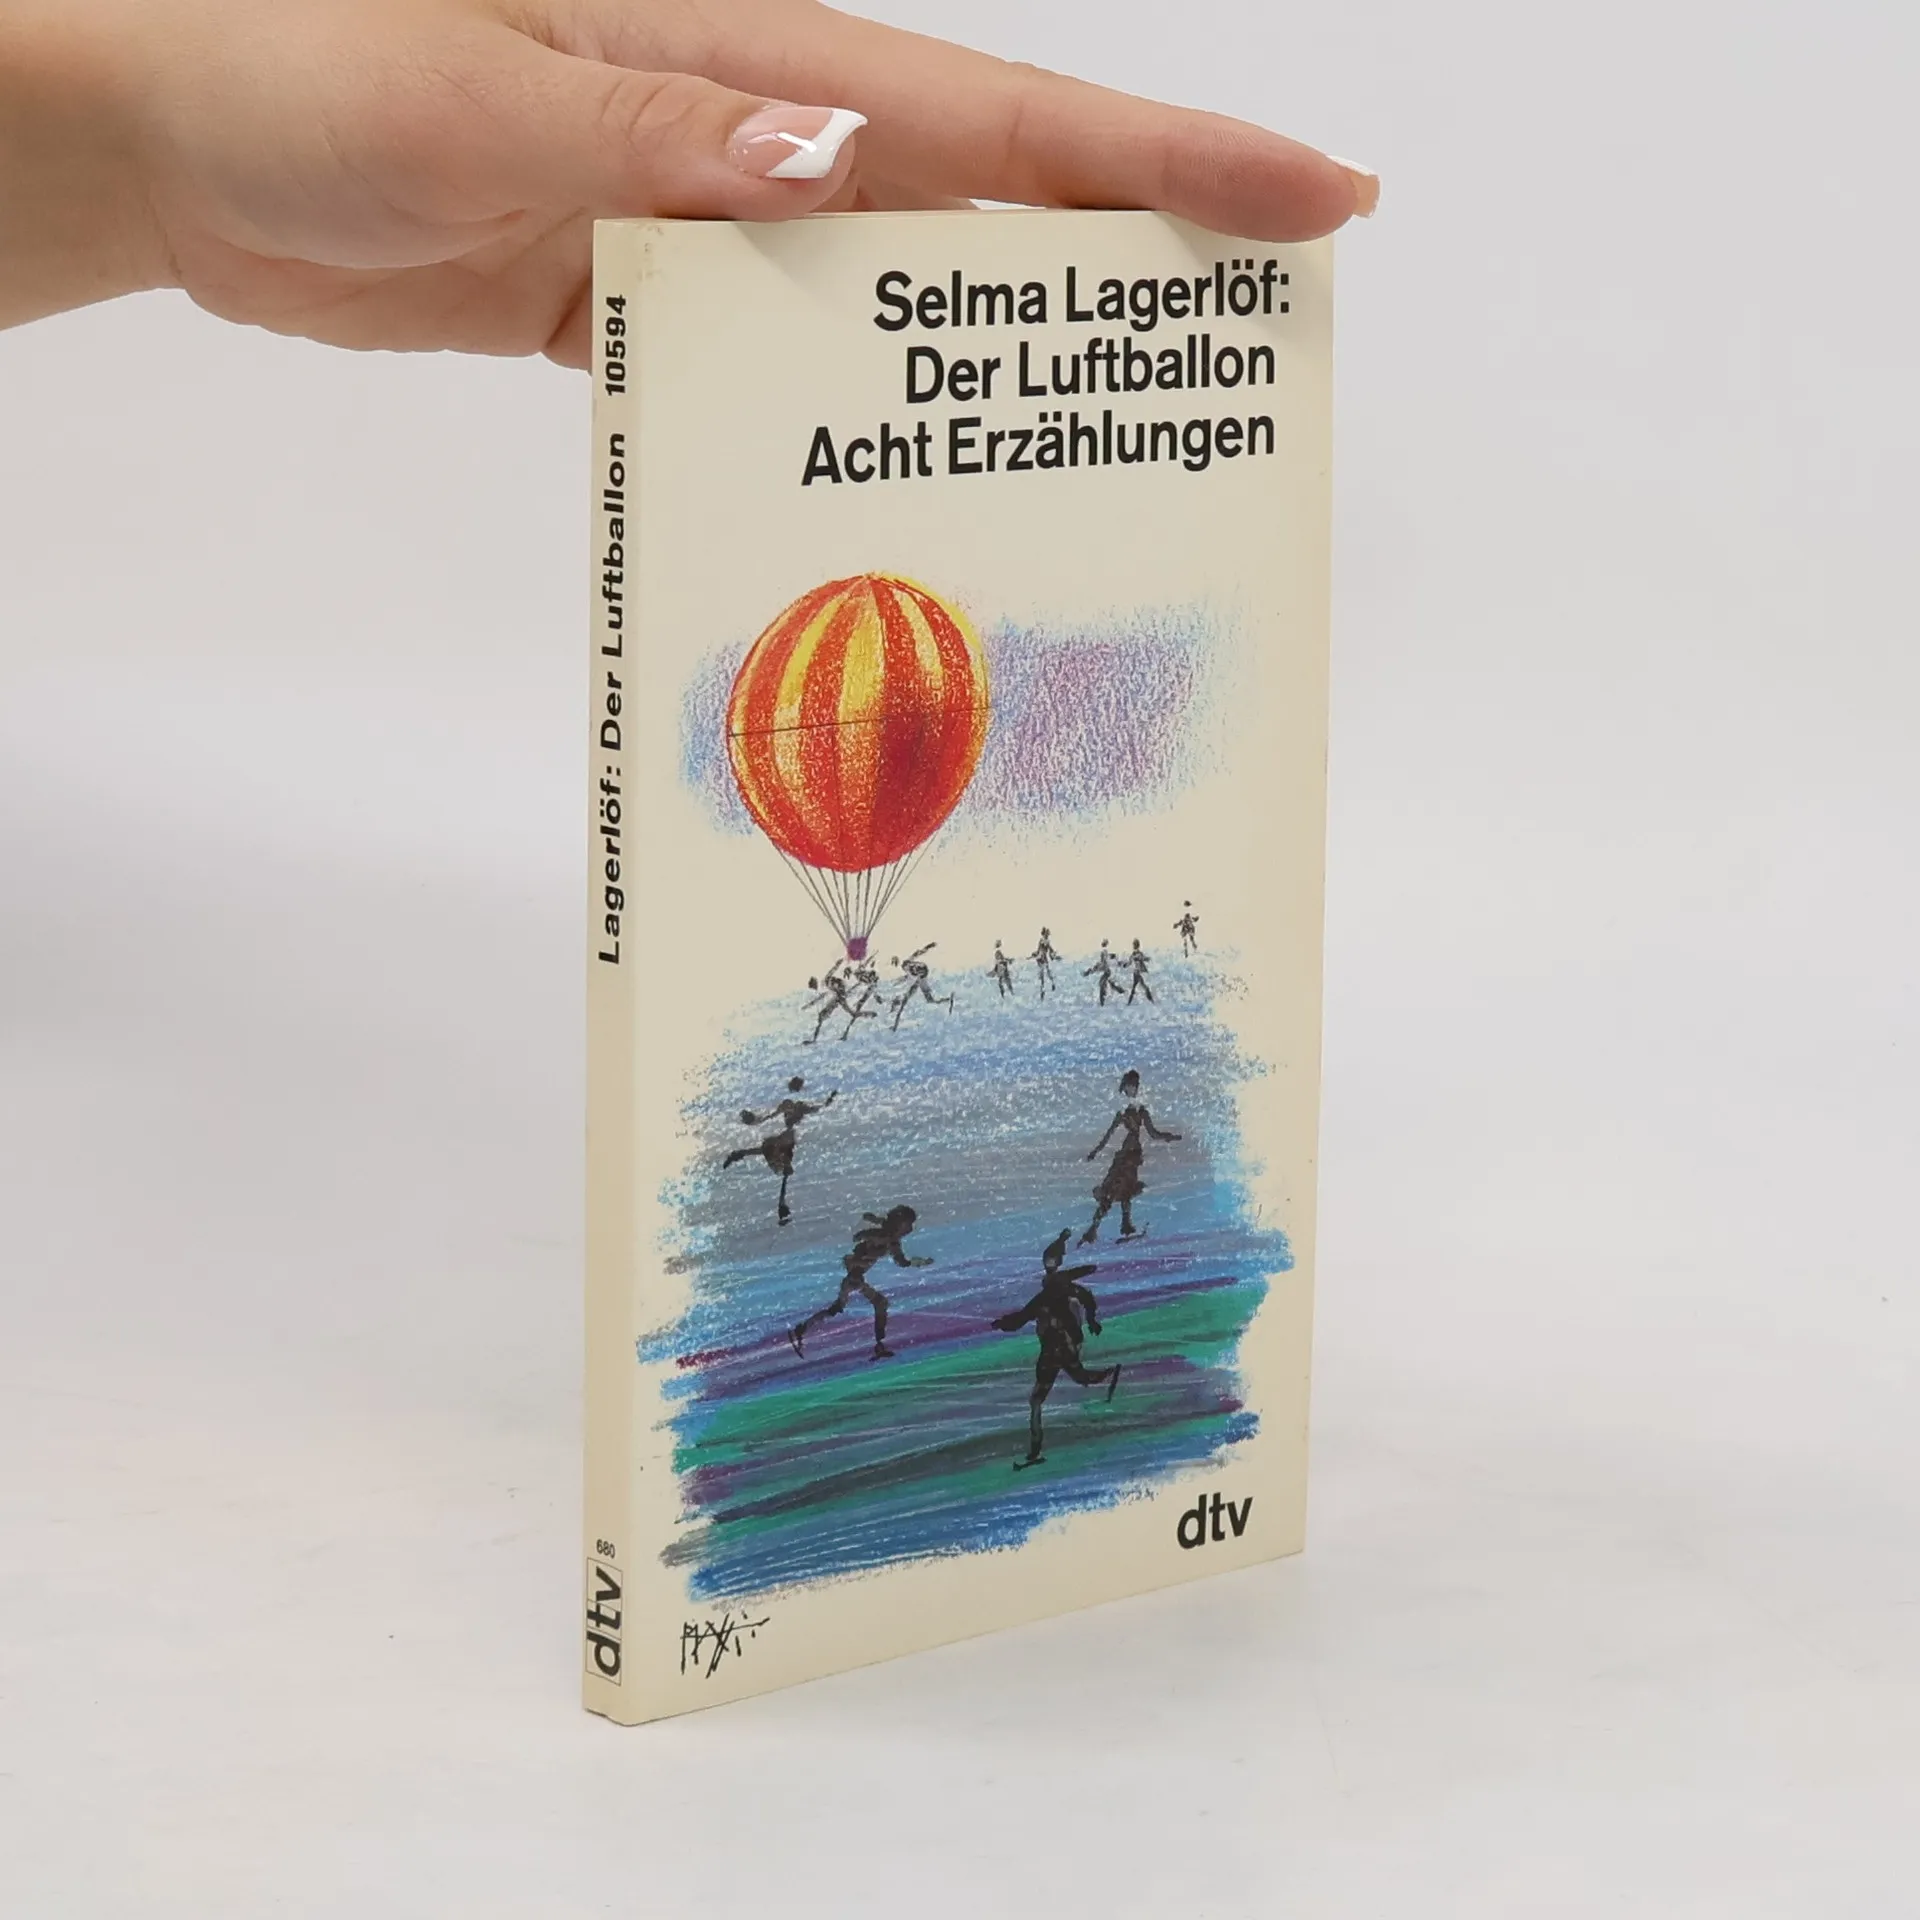 Selma Lagerlöf:
Der Luftballon
Acht Erzählungen
dtv
Lagerlöf: Der Luftballon 10594
680
dtv